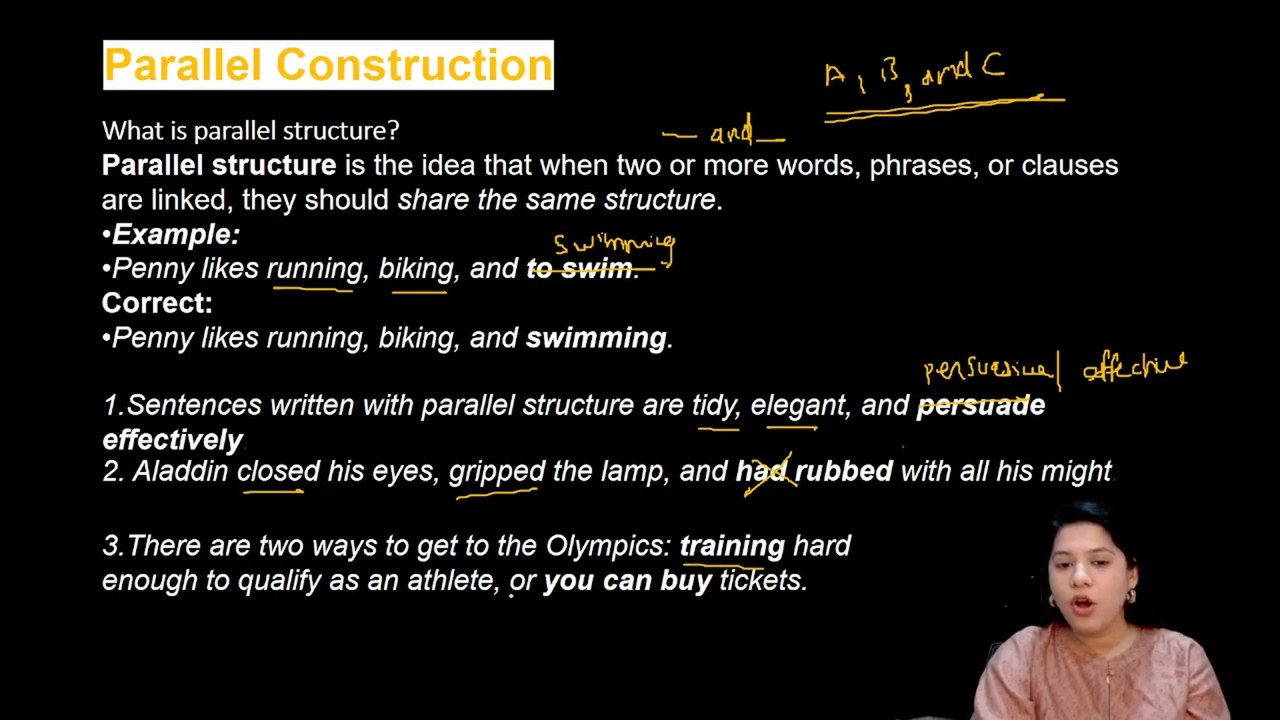 Parallel Construction
A, B, and C
What is parallel structure?
— and —
Parallel structure is the idea that when two or more words, phrases, or clauses
are linked, they should share the same structure.
•Example:
swimming
•Penny likes running, biking, and to swim.
Correct:
•Penny likes running, biking, and swimming.
persuasive/ effective
1.Sentences written with parallel structure are tidy, elegant, and persuade
effectively
2. Aladdin closed his eyes, gripped the lamp, and had rubbed with all his might
3.There are two ways to get to the Olympics: training hard
enough to qualify as an athlete, or you can buy tickets.